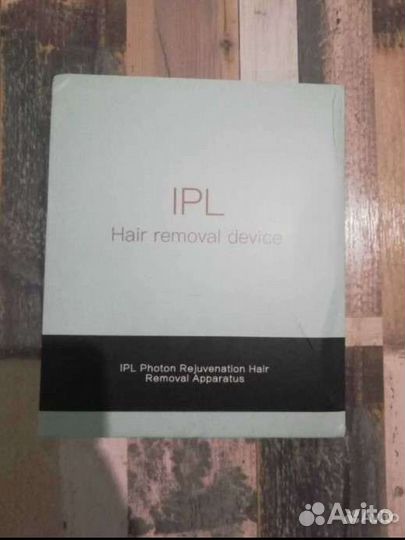 IPL
Hair removal device
IPL Photon Rejuvenation Hair
Removal Apparatus
Avito